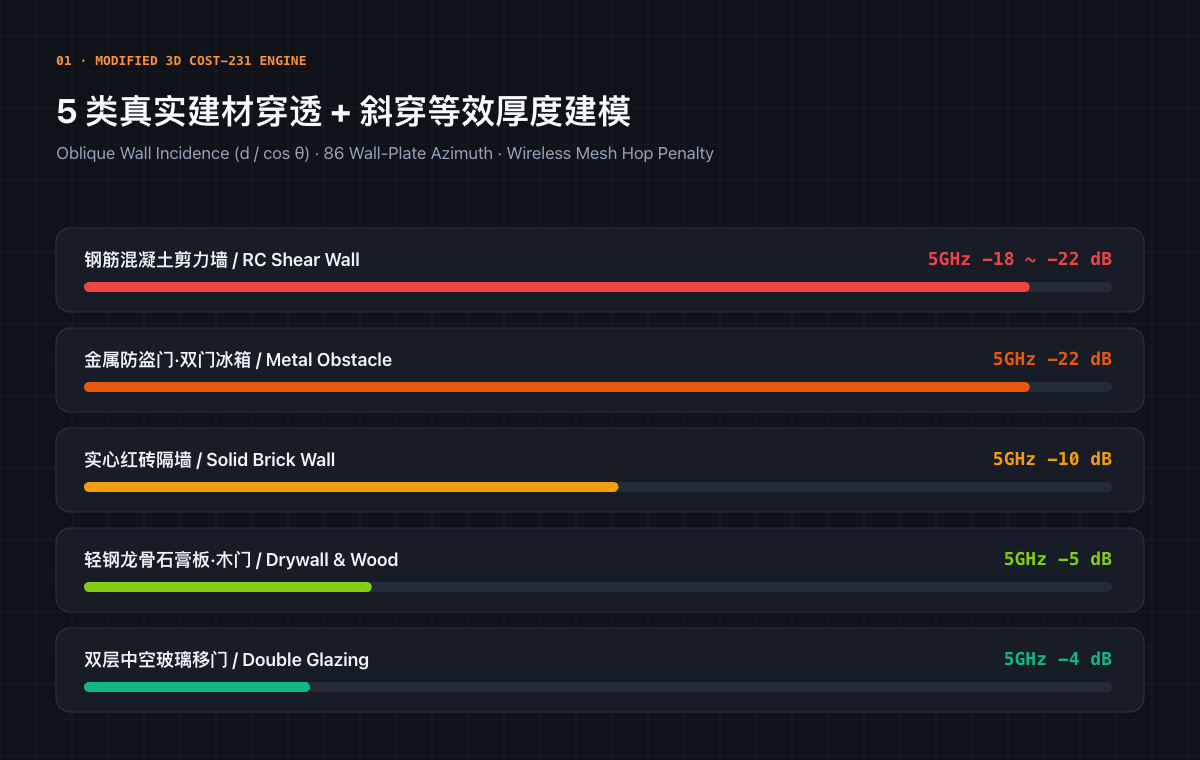 01 · MODIFIED 3D COST–231 ENGINE
5 类真实建材穿透 + 斜穿等效厚度建模
Oblique Wall Incidence (d / cos θ) · 86 Wall-Plate Azimuth · Wireless Mesh Hop Penalty
钢筋混凝土剪力墙 / RC Shear Wall
5GHz −18 ~ −22 dB
金属防盗门·双门冰箱 / Metal Obstacle
5GHz −22 dB
实心红砖隔墙 / Solid Brick Wall
5GHz −10 dB
轻钢龙骨石膏板·木门 / Drywall & Wood
5GHz −5 dB
双层中空玻璃移门 / Double Glazing
5GHz −4 dB